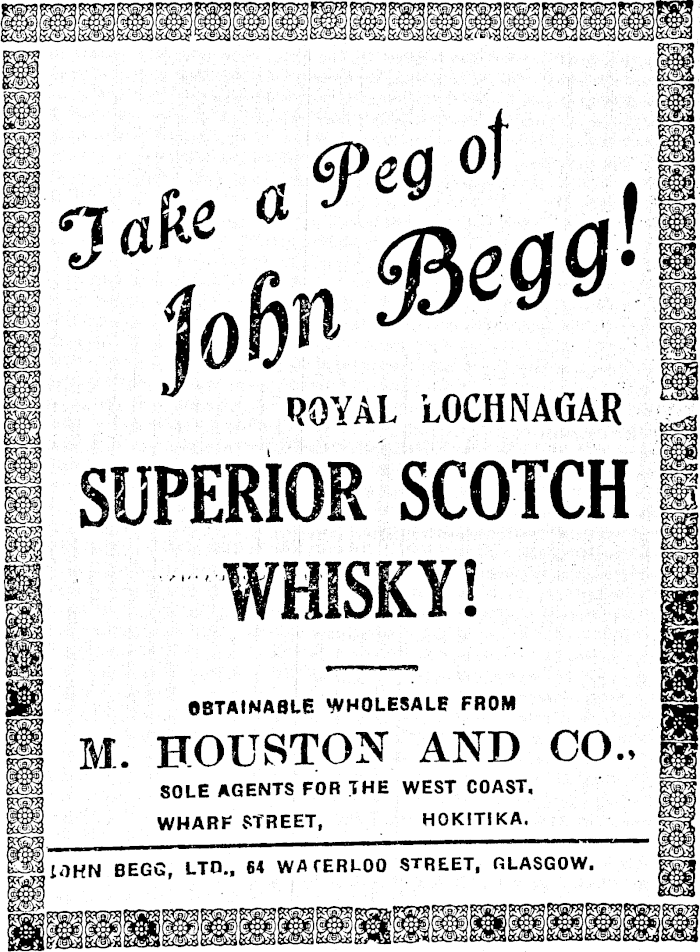 Take a Peg of
John Begg!
ROYAL LOCHNAGAR
SUPERIOR SCOTCH
WHISKY!
OBTAINABLE WHOLESALE FROM
M. HOUSTON AND CO.,
SOLE AGENTS FOR THE WEST COAST.
WHARF STREET, HOKITIKA.
JOHN BEGG, LTD., 64 WATERLOO STREET, GLASGOW.